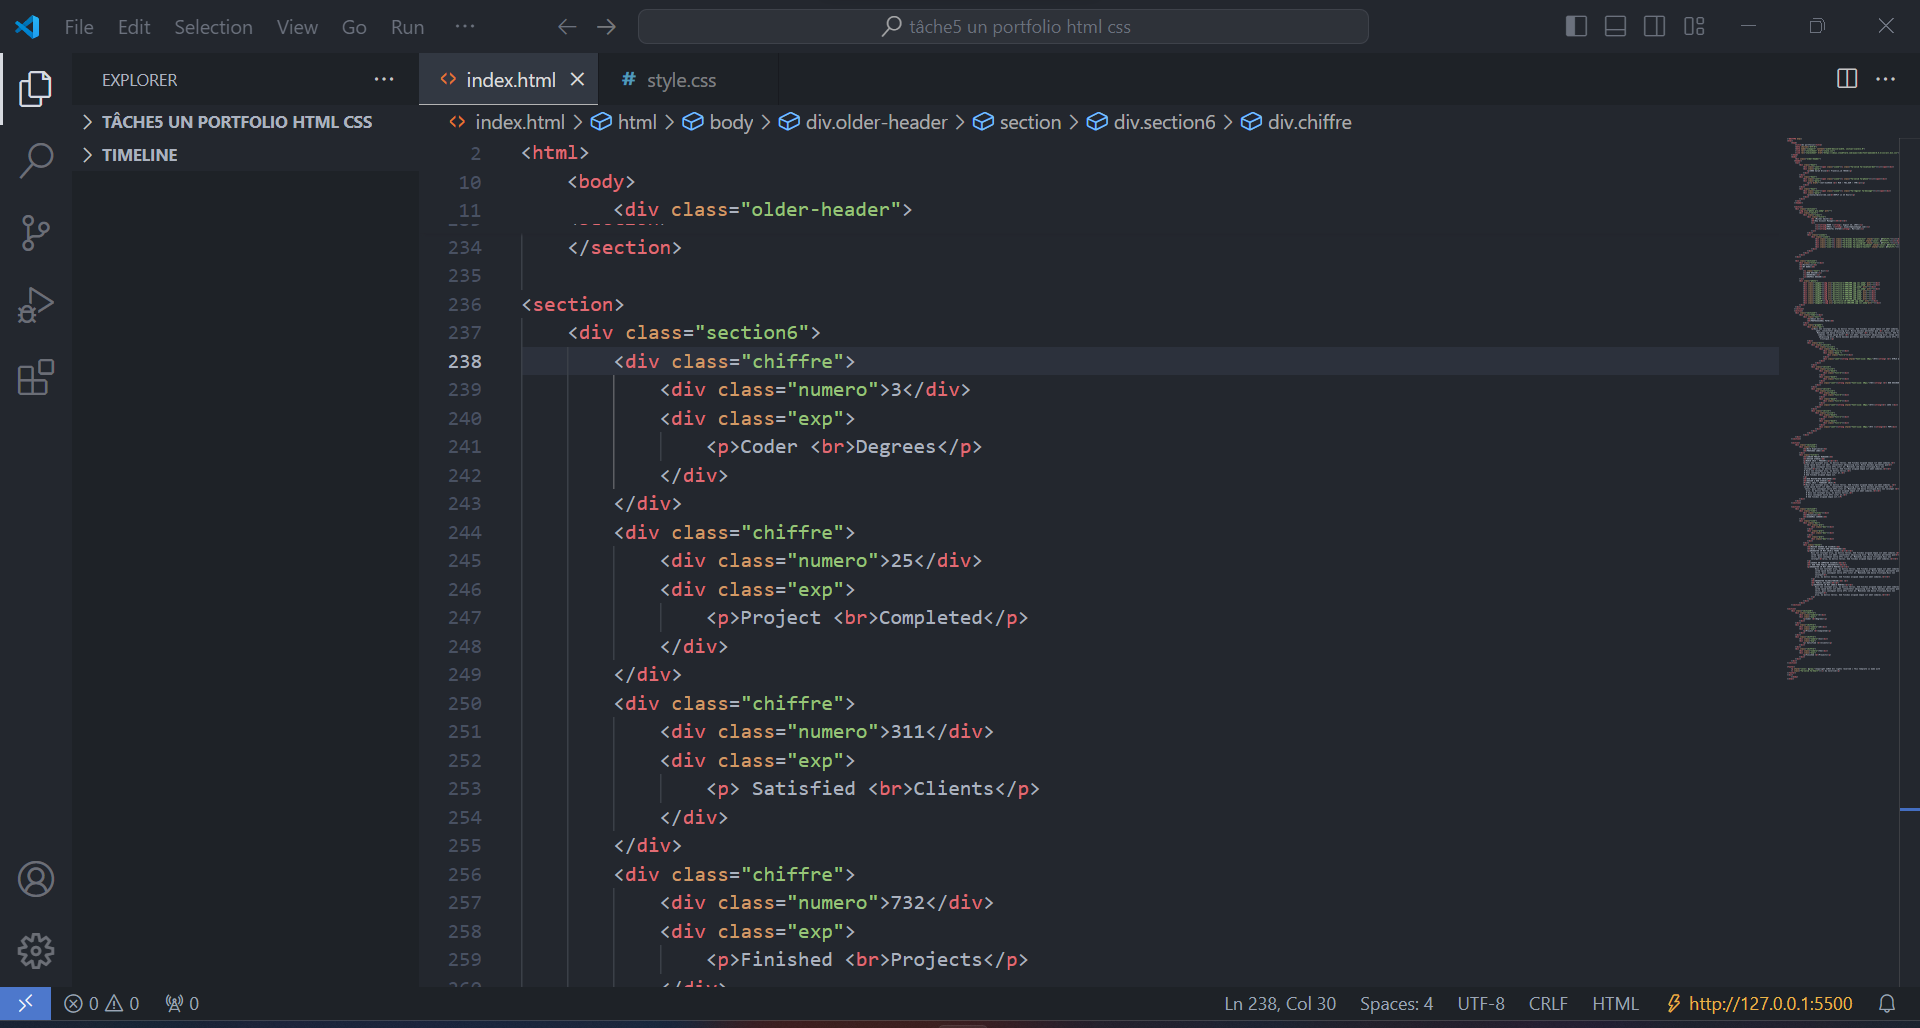 File Edit Selection View Go Run ··· tâche5 un portfolio html css
EXPLORER ···
TÂCHE5 UN PORTFOLIO HTML CSS
TIMELINE
<> index.html # style.css ···
<> index.html > html > body > div.older-header > section > div.section6 > div.chiffre
2 <html>
10 <body>
11 <div class="older-header">
234 </section>
235
236 <section>
237 <div class="section6">
238 <div class="chiffre">
239 <div class="numero">3</div>
240 <div class="exp">
241 <p>Coder <br>Degrees</p>
242 </div>
243 </div>
244 <div class="chiffre">
245 <div class="numero">25</div>
246 <div class="exp">
247 <p>Project <br>Completed</p>
248 </div>
249 </div>
250 <div class="chiffre">
251 <div class="numero">311</div>
252 <div class="exp">
253 <p> Satisfied <br>Clients</p>
254 </div>
255 </div>
256 <div class="chiffre">
257 <div class="numero">732</div>
258 <div class="exp">
259 <p>Finished <br>Projects</p>
0 0 0 Ln 238, Col 30 Spaces: 4 UTF-8 CRLF HTML http://127.0.0.1:5500